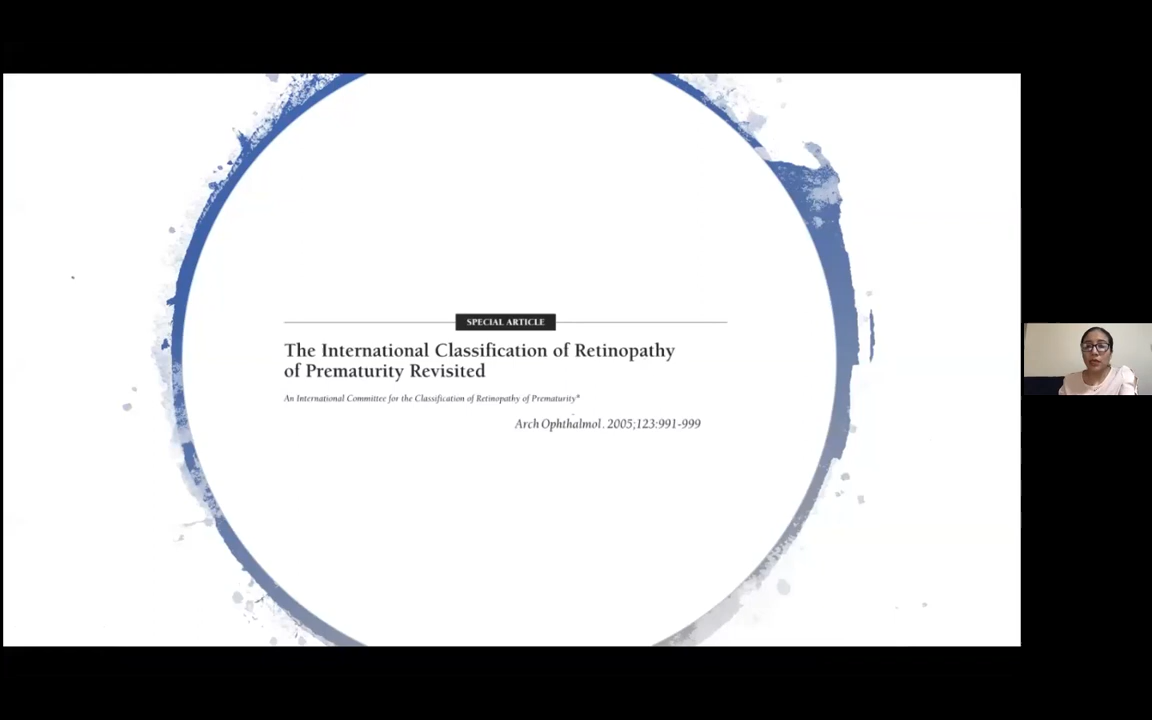 SPECIAL ARTICLE
The International Classification of Retinopathy
of Prematurity Revisited
An International Committee for the Classification of Retinopathy of Prematurity*
Arch Ophthalmol. 2005;123:991-999